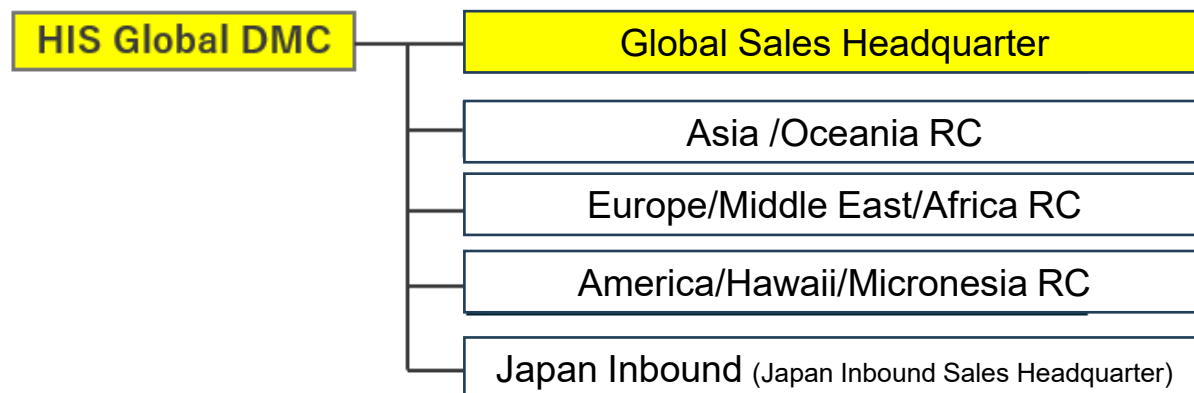 HIS Global DMC
Global Sales Headquarter
Asia /Oceania RC
Europe/Middle East/Africa RC
America/Hawaii/Micronesia RC
Japan Inbound (Japan Inbound Sales Headquarter)